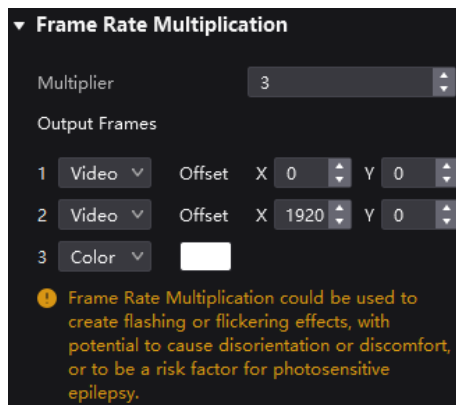 Frame Rate Multiplication
Multiplier 3
Output Frames
1 Video Offset X 0 Y 0
2 Video Offset X 1920 Y 0
3 Color
Frame Rate Multiplication could be used to
create flashing or flickering effects, with
potential to cause disorientation or discomfort,
or to be a risk factor for photosensitive
epilepsy.